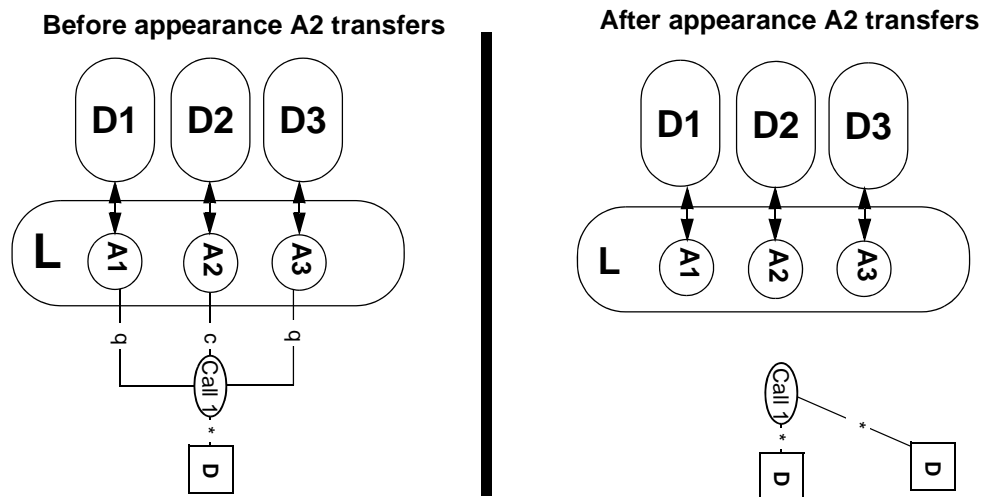 Before appearance A2 transfers
D1 D2 D3
L A1 A2 A3
q c q
Call 1
*
D
After appearance A2 transfers
D1 D2 D3
L A1 A2 A3
Call 1
* *
D D